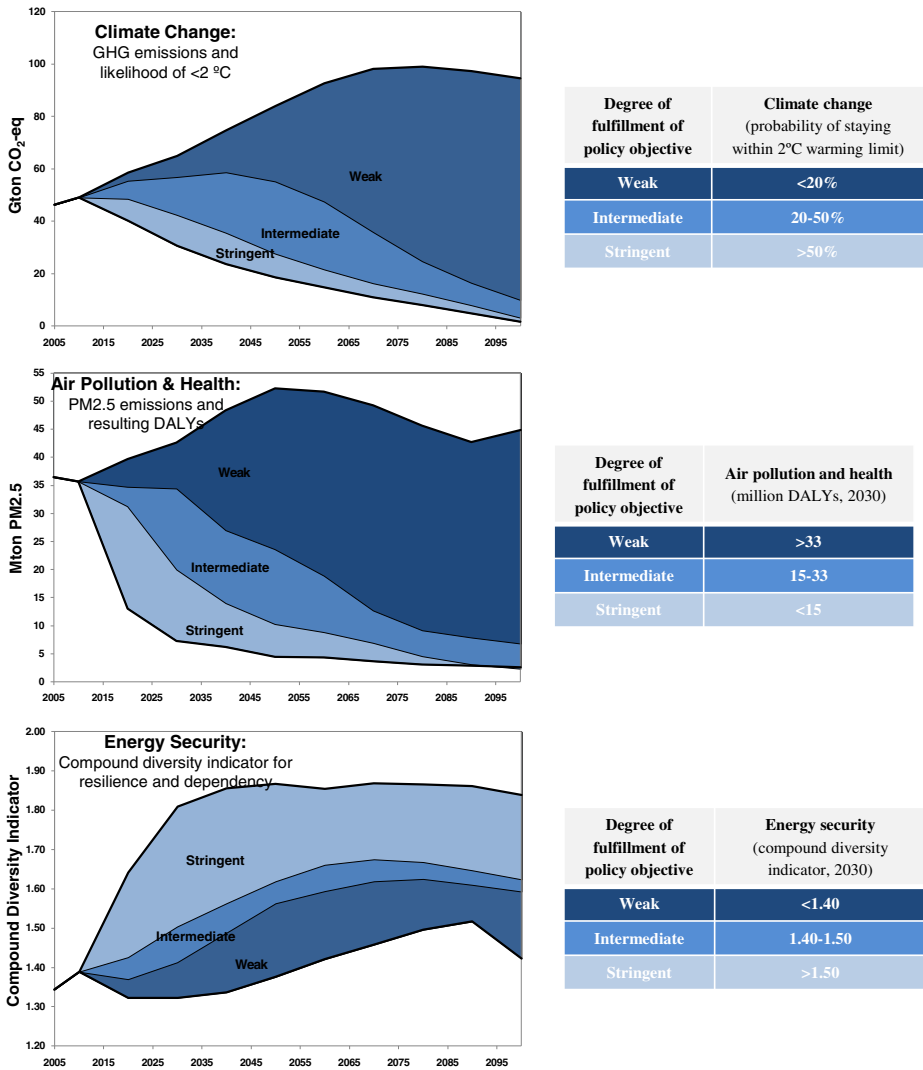 Climate Change:
GHG emissions and
likelihood of <2 ºC
Gton CO₂-eq
120
100
80
60
40
20
0
Weak
Intermediate
Stringent
2005 2015 2025 2035 2045 2055 2065 2075 2085 2095
Degree of
fulfillment of
policy objective
Climate change
(probability of staying
within 2ºC warming limit)
Weak <20%
Intermediate 20-50%
Stringent >50%
Air Pollution & Health:
PM2.5 emissions and
resulting DALYs
Mton PM2.5
55
50
45
40
35
30
25
20
15
10
5
0
Weak
Intermediate
Stringent
2005 2015 2025 2035 2045 2055 2065 2075 2085 2095
Degree of
fulfillment of
policy objective
Air pollution and health
(million DALYs, 2030)
Weak >33
Intermediate 15-33
Stringent <15
Energy Security:
Compound diversity indicator for
resilience and dependency
Compound Diversity Indicator
2.00
1.90
1.80
1.70
1.60
1.50
1.40
1.30
1.20
Stringent
Intermediate
Weak
2005 2015 2025 2035 2045 2055 2065 2075 2085 2095
Degree of
fulfillment of
policy objective
Energy security
(compound diversity
indicator, 2030)
Weak <1.40
Intermediate 1.40-1.50
Stringent >1.50